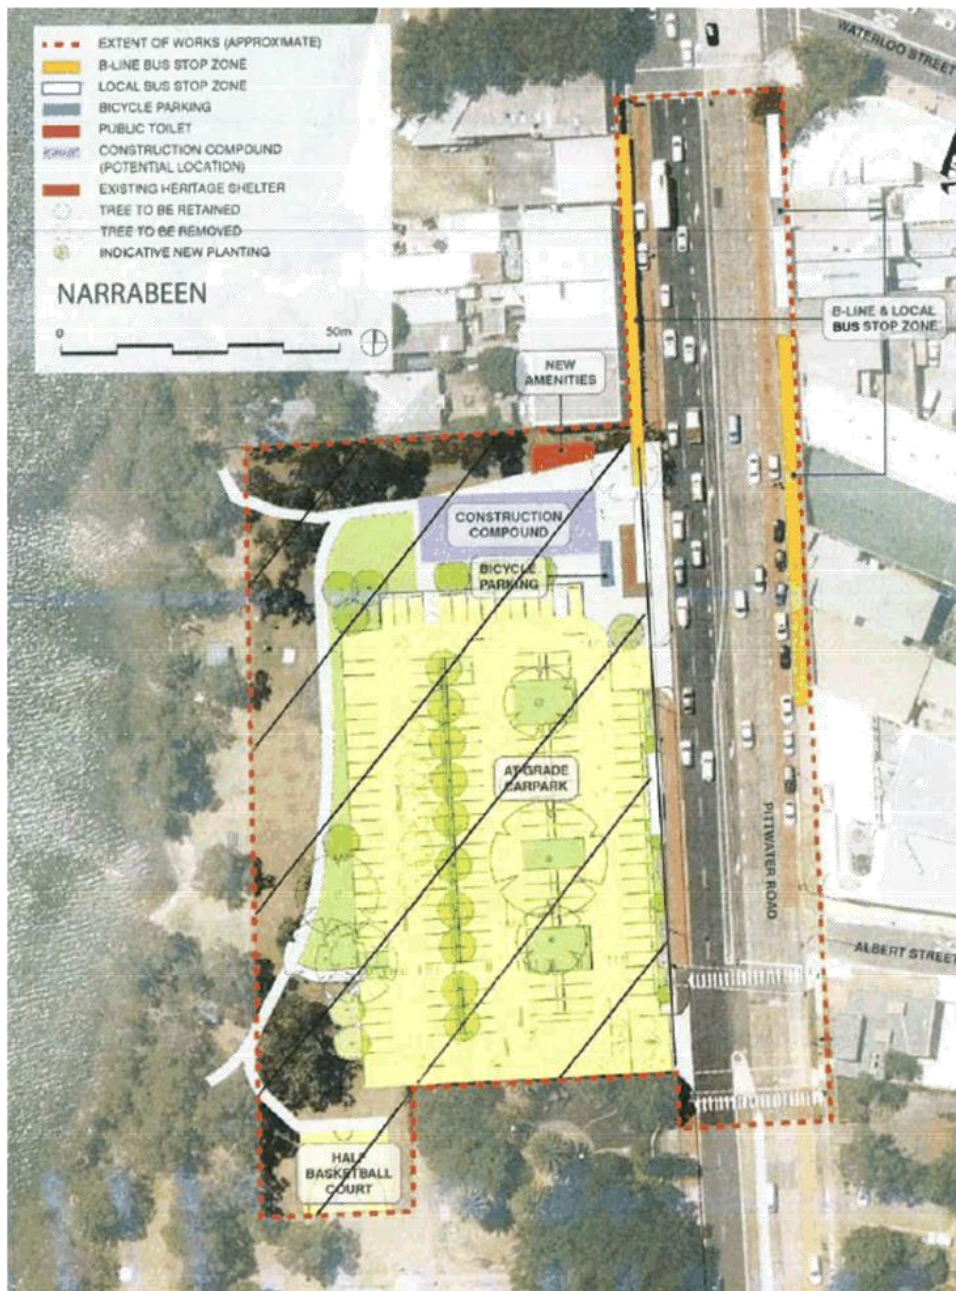 EXTENT OF WORKS (APPROXIMATE)
B-LINE BUS STOP ZONE
LOCAL BUS STOP ZONE
BICYCLE PARKING
PUBLIC TOILET
CONSTRUCTION COMPOUND
(POTENTIAL LOCATION)
EXISTING HERITAGE SHELTER
TREE TO BE RETAINED
TREE TO BE REMOVED
INDICATIVE NEW PLANTING
NARRABEEN
0
50m
WATERLOO STREET
B-LINE & LOCAL
BUS STOP ZONE
NEW
AMENITIES
CONSTRUCTION
COMPOUND
BICYCLE
PARKING
AT-GRADE
CARPARK
PITTWATER ROAD
ALBERT STREET
HALF
BASKETBALL
COURT